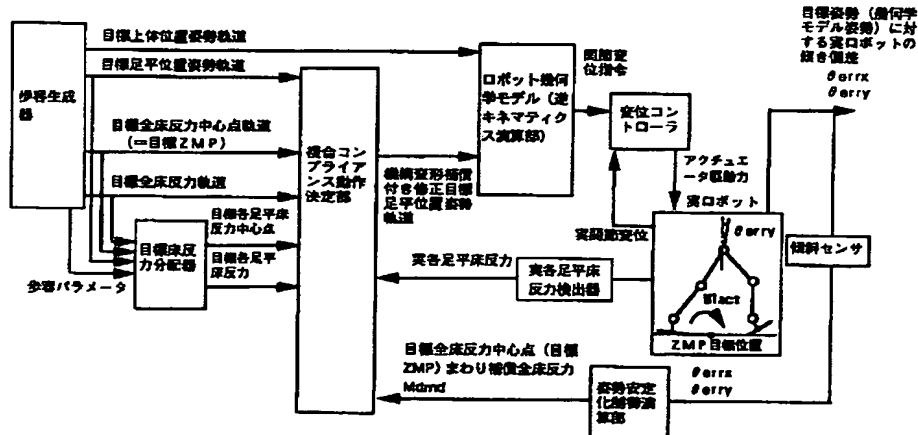 目標上体位置姿勢軌道
目標足平位置姿勢軌道
歩容生成
器
目標全床反力中心点軌道
(=目標ZMP)
目標全床反力軌道
目標各足平床
反力中心点
目標床反
力分配器
目標各足平
床反力
歩容パラメータ
複合コン
プライア
ンス動作
決定部
機構変形補償
付き修正目標
足平位置姿勢
軌道
ロボット幾何
学モデル(逆
キネマティク
ス演算部)
関節変
位指令
変位コン
トローラ
アクチュエ
ータ駆動力
実ロボット
実関節変位
目標姿勢(幾何学
モデル姿勢)に対
する実ロボットの
傾き偏差
θerrx
θerry
θerry
Mact
ZMP目標位置
傾斜センサ
実各足平床反力
実各足平床
反力検出器
目標全床反力中心点(目標
ZMP)まわり補償全床反力
Mdmd
姿勢安定
化制御演
算部
θerrx
θerry